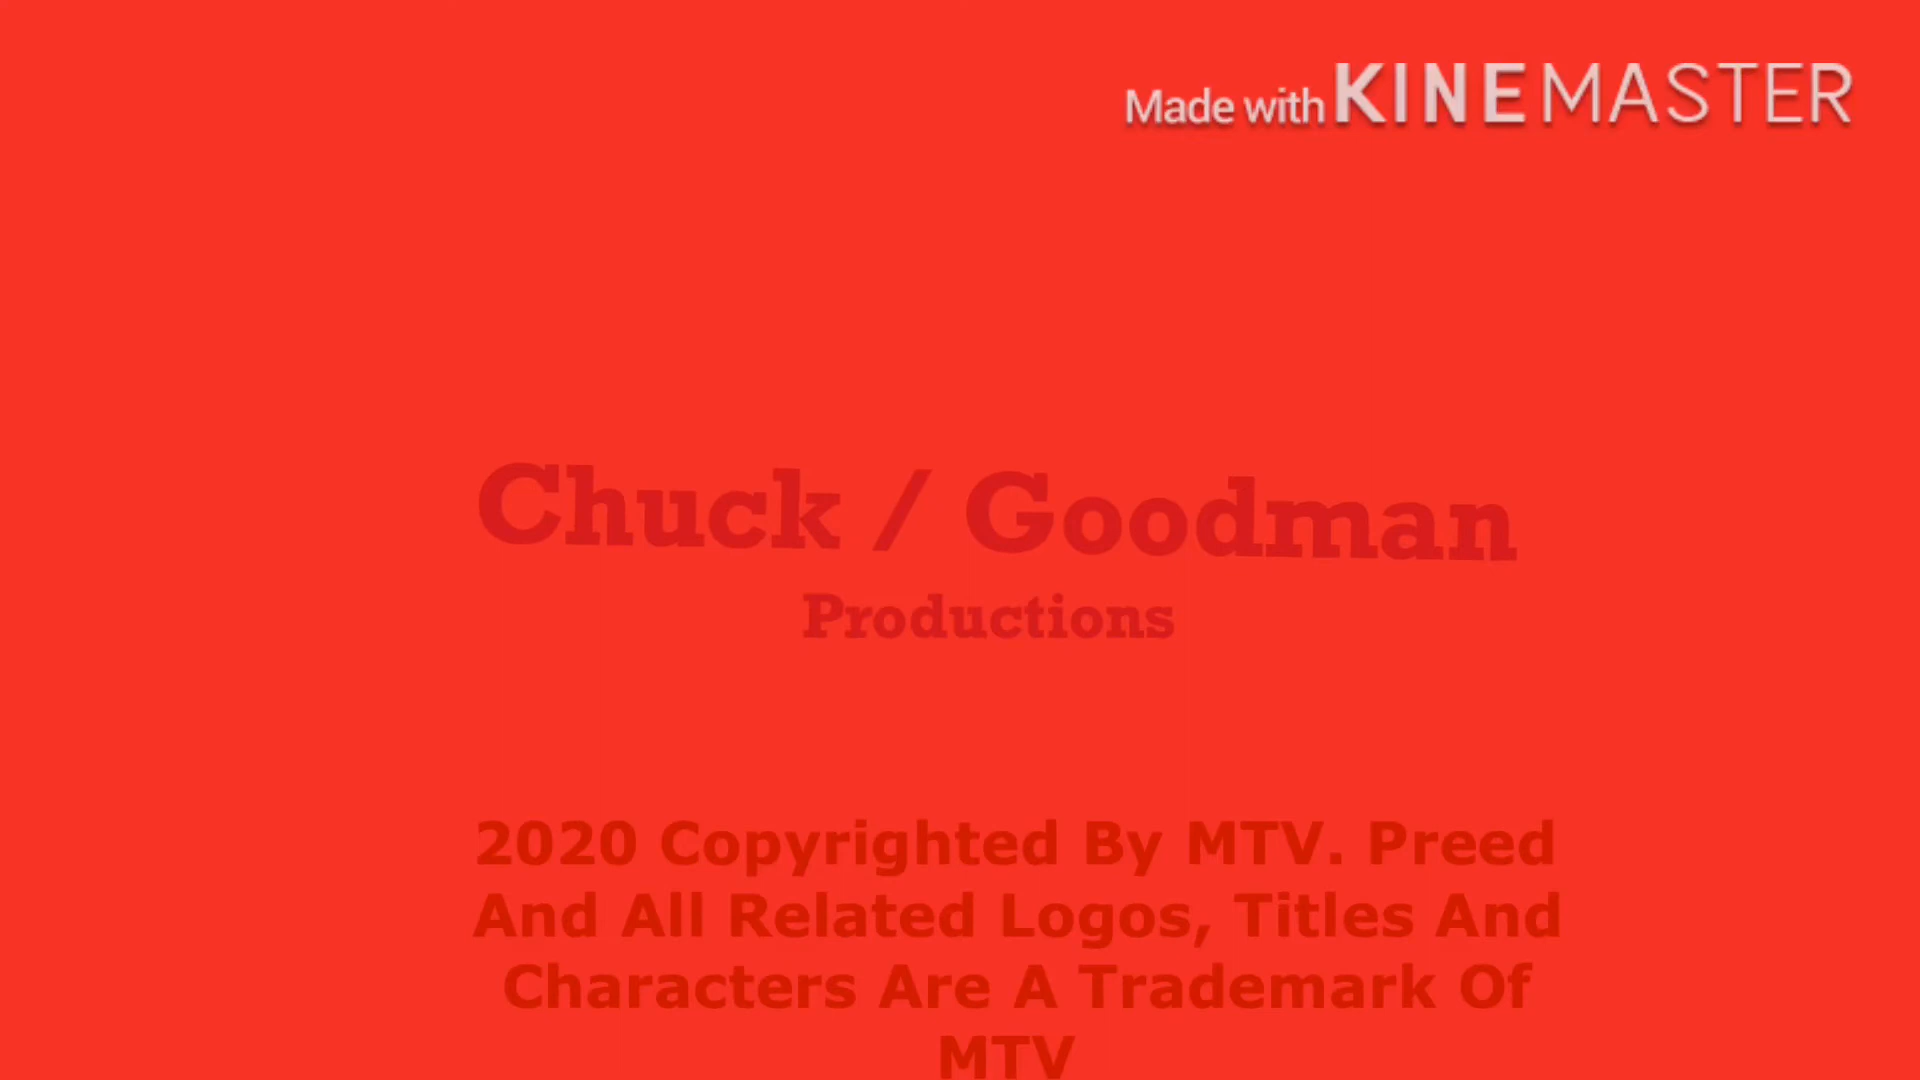 Made with KINEMASTER
Chuck / Goodman
Productions
2020 Copyrighted By MTV. Preed
And All Related Logos, Titles And
Characters Are A Trademark Of
MTV